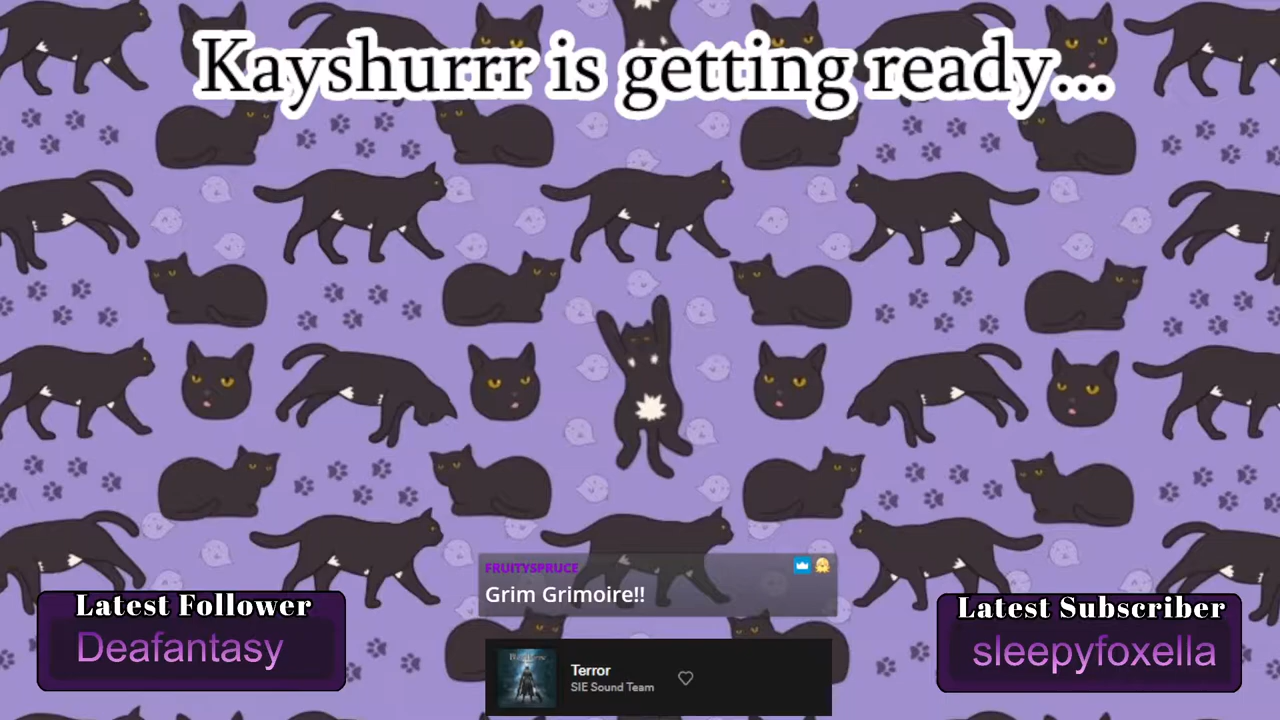 Kayshurrr is getting ready...
FRUITYSPRUCE
Grim Grimoire!!
Latest Follower
Deafantasy
Latest Subscriber
sleepyfoxella
Terror
SIE Sound Team